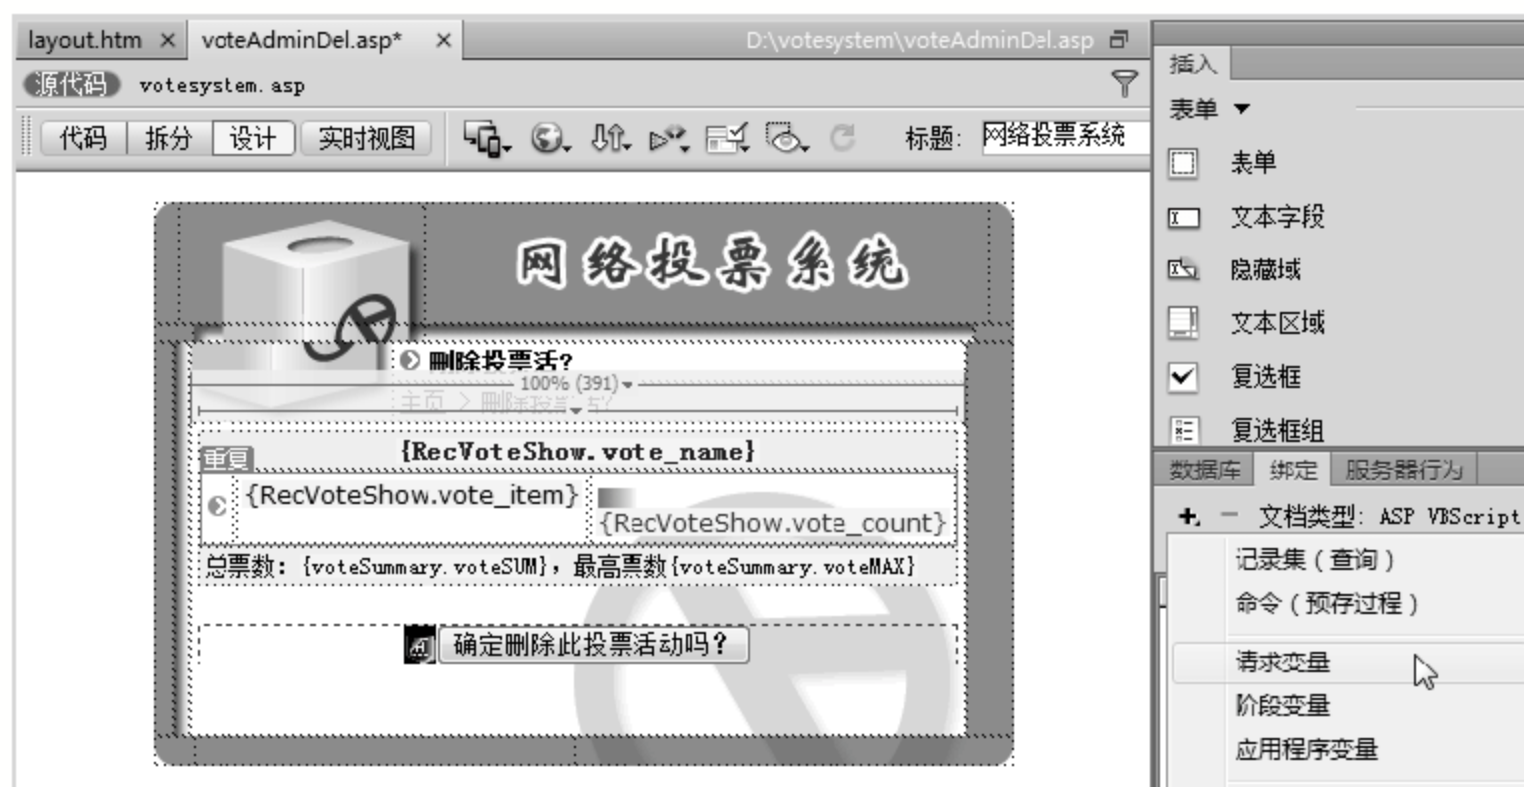 layout.htm × voteAdminDel.asp* × D:\votesystem\voteAdminDel.asp
源代码 votesystem.asp
代码 拆分 设计 实时视图 标题: 网络投票系统
网络投票系统
删除投票活?
100% (391)
主页 > 删除投票活?
{RecVoteShow.vote_name}
重复
{RecVoteShow.vote_item}
{RecVoteShow.vote_count}
总票数: {voteSummary.voteSUM}, 最高票数{voteSummary.voteMAX}
确定删除此投票活动吗?
插入
表单
表单
文本字段
隐藏域
文本区域
复选框
复选框组
数据库 绑定 服务器行为
文档类型: ASP VBScript
记录集 ( 查询 )
命令 ( 预存过程 )
请求变量
阶段变量
应用程序变量